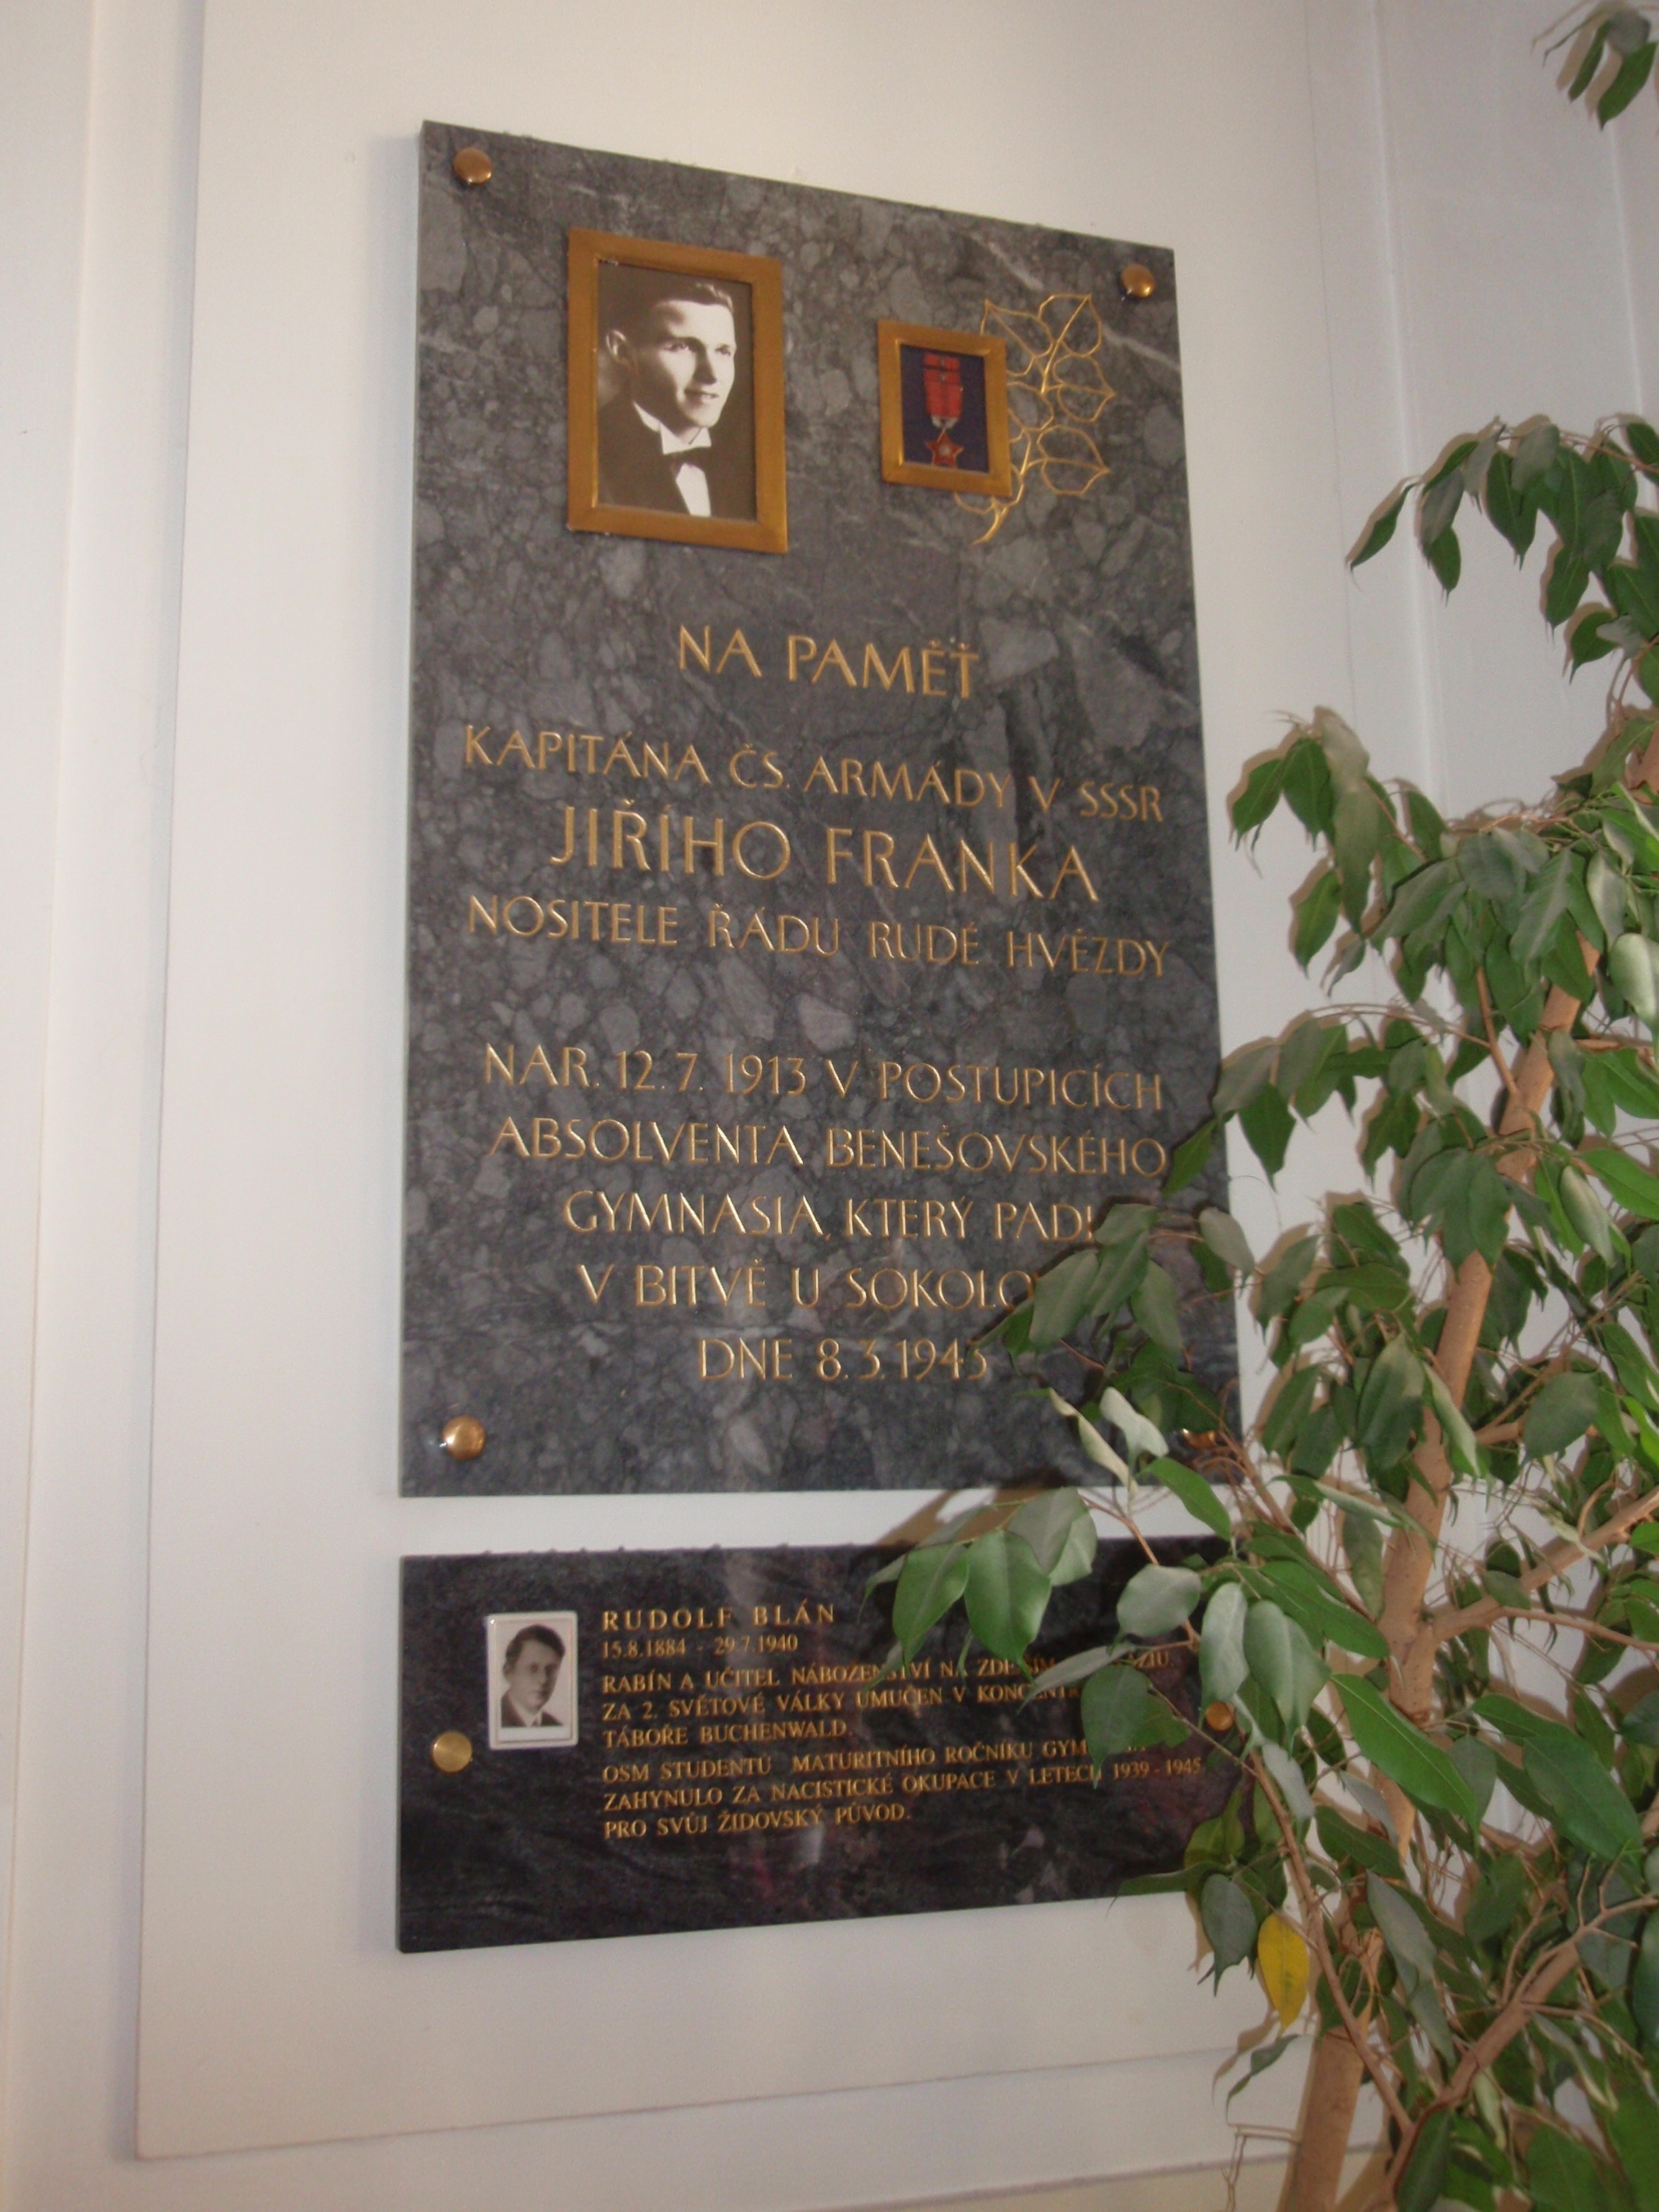 NA PAMĚŤ
KAPITÁNA ČS. ARMÁDY V SSSR
JIŘÍHO FRANKA
NOSITELE ŘÁDU RUDÉ HVĚZDY
NAR. 12.7. 1913 V POSTUPICÍCH
ABSOLVENTA BENEŠOVSKÉHO
GYMNASIA, KTERÝ PADL
V BITVĚ U
DNE 8.3.1943
RUDOLF BLÁN
15.8.1884 - 29.7.1940
RABÍN A UČITEL NÁBOŽENSTVÍ NA
ZA 2. SVĚTOVÉ VÁLKY UMUČEN V
TÁBOŘE BUCHENWALD.
OSM STUDENTŮ MATURITNÍHO ROČNÍKU
ZAHYNULO ZA NACISTICKÉ OKUPACE V LETECH 1939 - 1945
PRO SVŮJ ŽIDOVSKÝ PŮVOD.